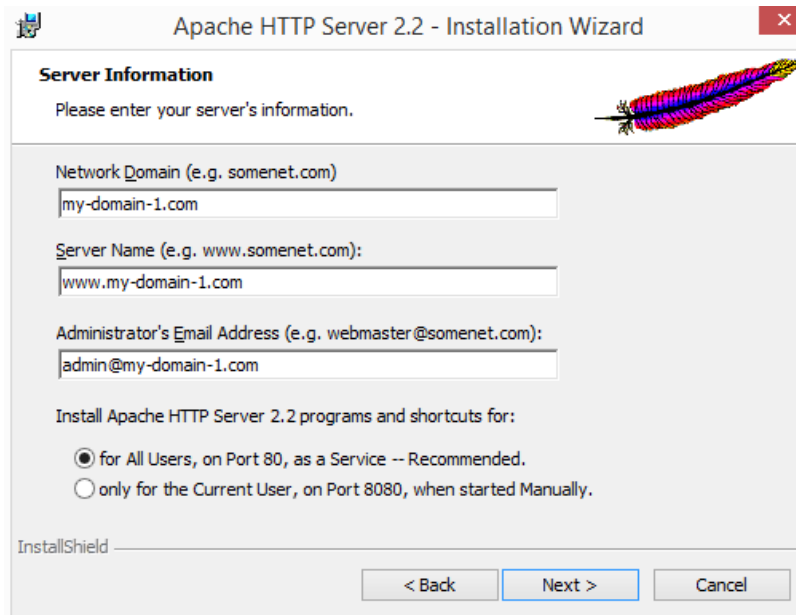 Apache HTTP Server 2.2 - Installation Wizard
Server Information
Please enter your server's information.
Network Domain (e.g. somenet.com)
my-domain-1.com
Server Name (e.g. www.somenet.com):
www.my-domain-1.com
Administrator's Email Address (e.g. webmaster@somenet.com):
admin@my-domain-1.com
Install Apache HTTP Server 2.2 programs and shortcuts for:
for All Users, on Port 80, as a Service -- Recommended.
only for the Current User, on Port 8080, when started Manually.
InstallShield
< Back Next > Cancel